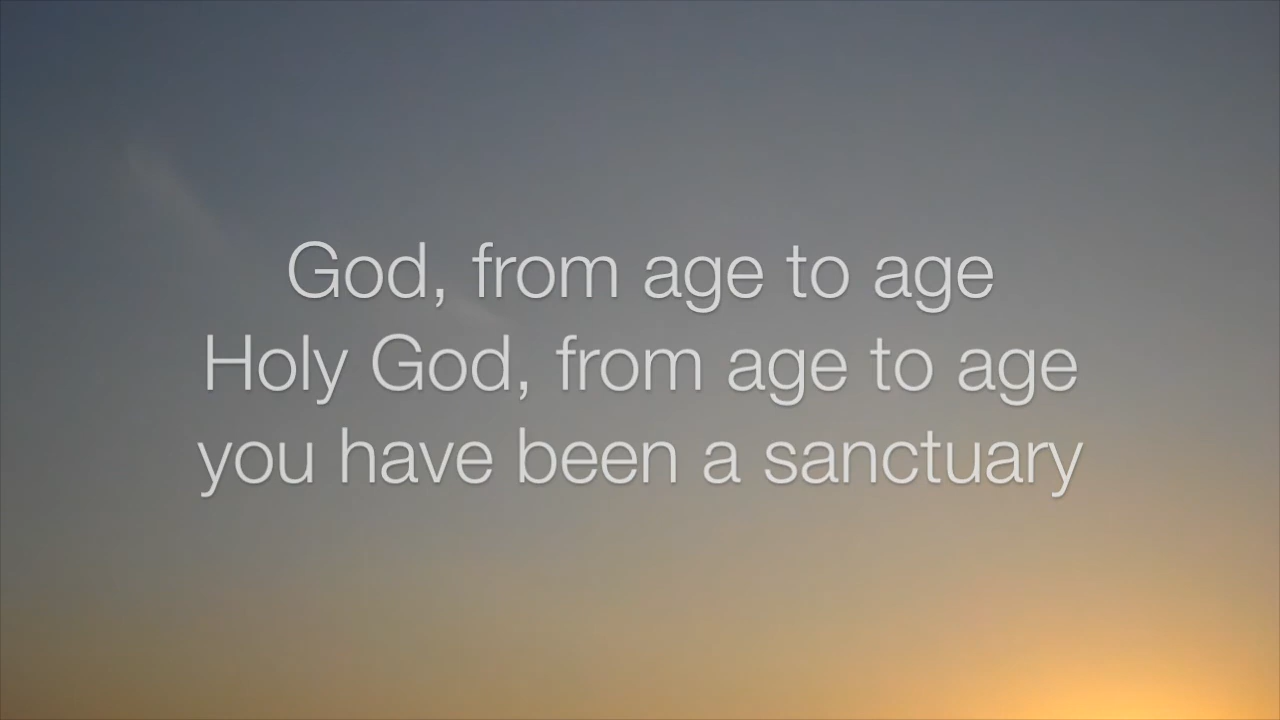 God, from age to age
Holy God, from age to age
you have been a sanctuary